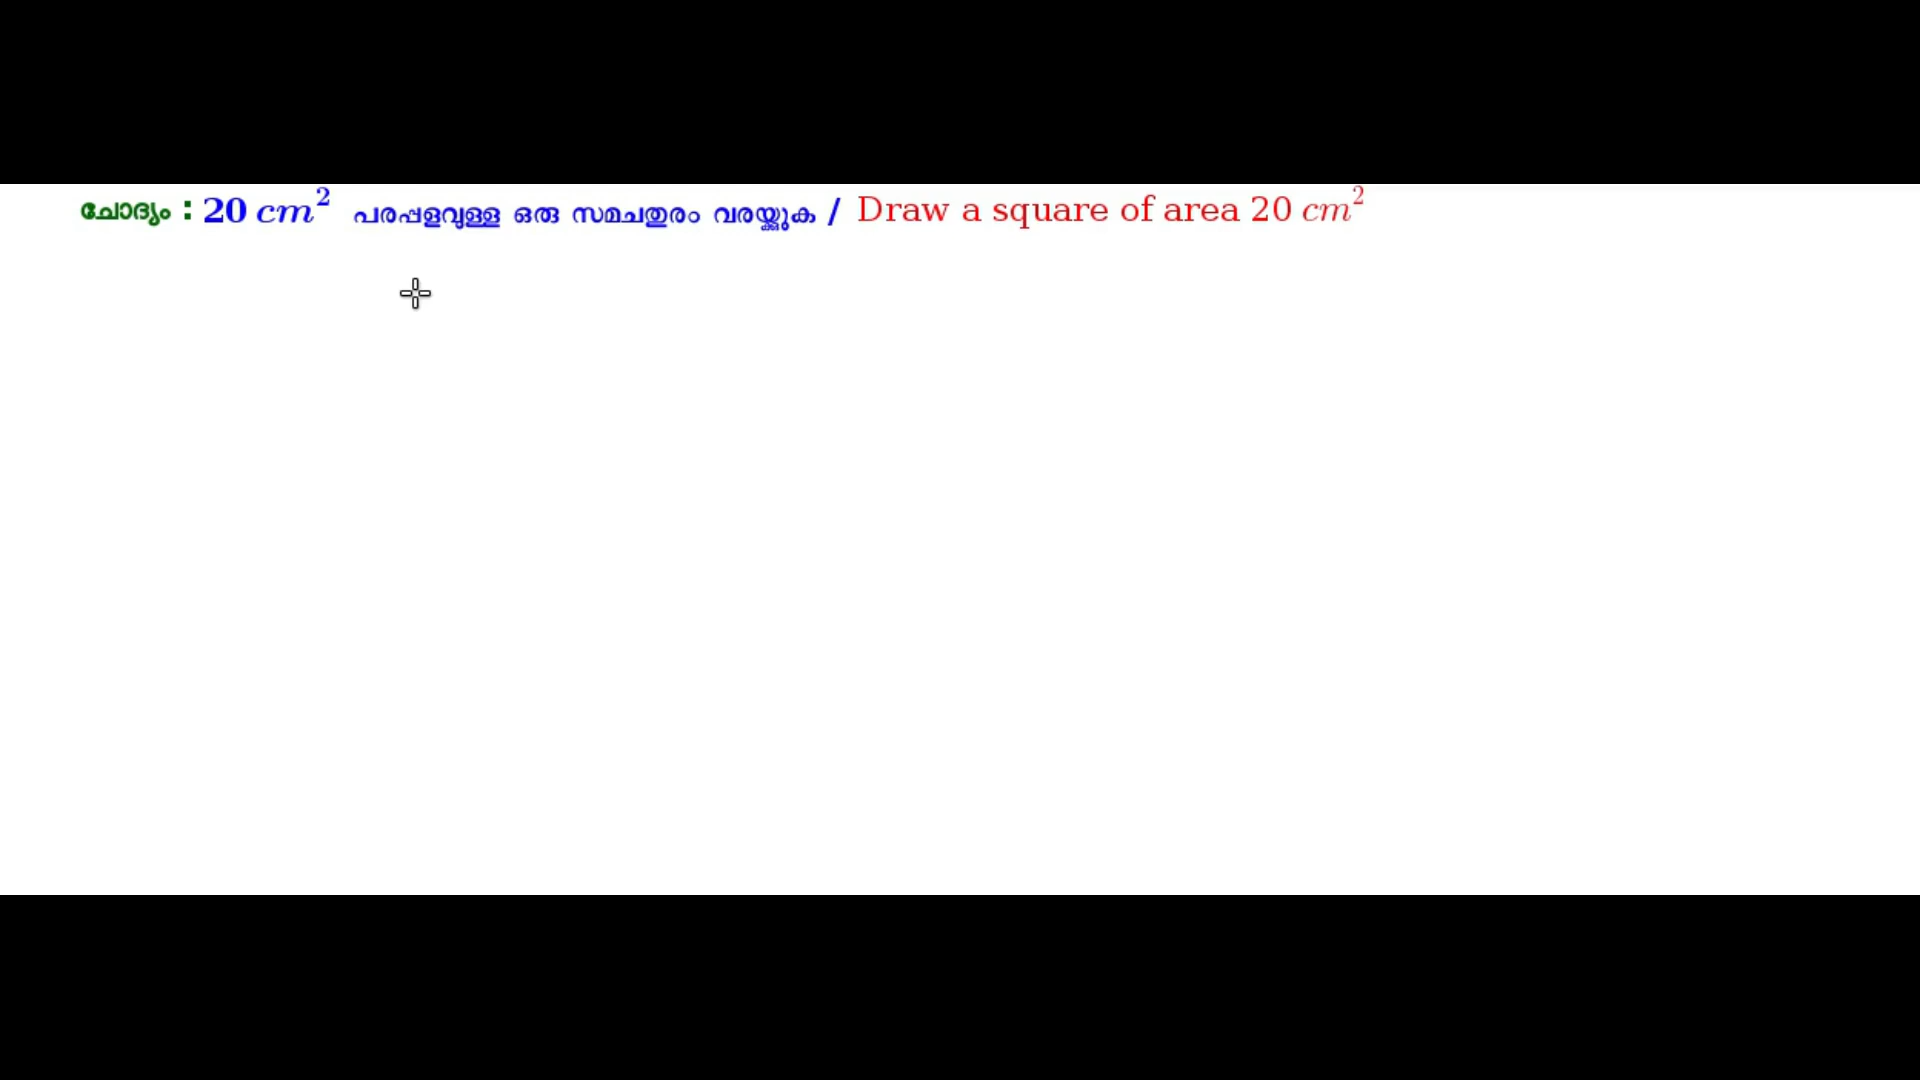 ചോദ്യം : 20 cm² പരപ്പളവുള്ള ഒരു സമചതുരം വരയ്ക്കുക / Draw a square of area 20 cm²